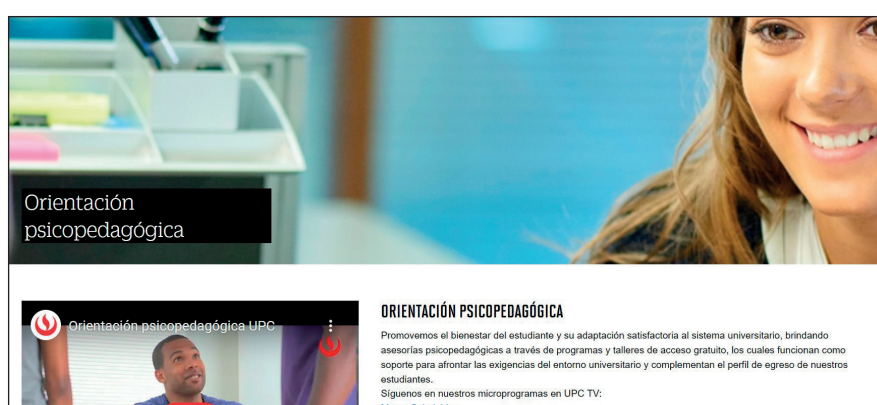 Orientación
psicopedagógica
Orientación psicopedagógica UPC
ORIENTACIÓN PSICOPEDAGÓGICA
Promovemos el bienestar del estudiante y su adaptación satisfactoria al sistema universitario, brindando
asesorías psicopedagógicas a través de programas y talleres de acceso gratuito, los cuales funcionan como
soporte para afrontar las exigencias del entorno universitario y complementan el perfil de egreso de nuestros
estudiantes.
Síguenos en nuestros microprogramas en UPC TV: